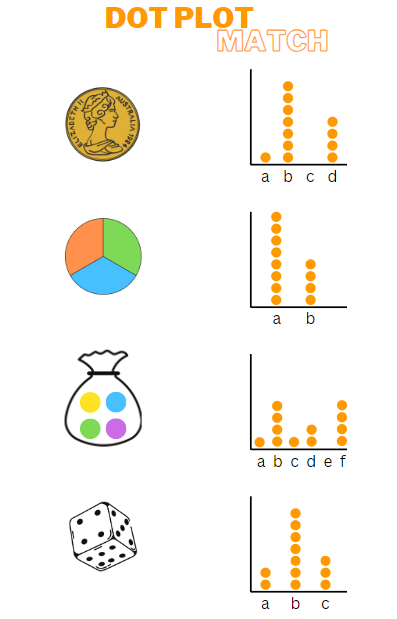 DOT PLOT
MATCH
ELIZABETH II AUSTRALIA 1984
a b c d
a b
a b c d e f
a b c